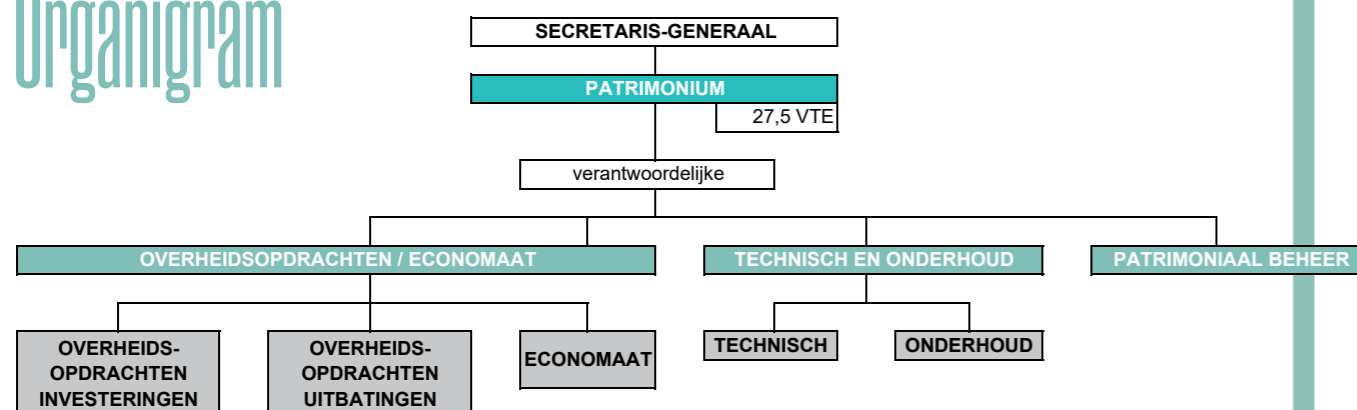 Organigram
SECRETARIS-GENERAAL
PATRIMONIUM
27,5 VTE
verantwoordelijke
OVERHEIDSOPDRACHTEN / ECONOMAAT
TECHNISCH EN ONDERHOUD
PATRIMONIAAL BEHEER
OVERHEIDS-
OPDRACHTEN
INVESTERINGEN
OVERHEIDS-
OPDRACHTEN
UITBATINGEN
ECONOMAAT
TECHNISCH
ONDERHOUD